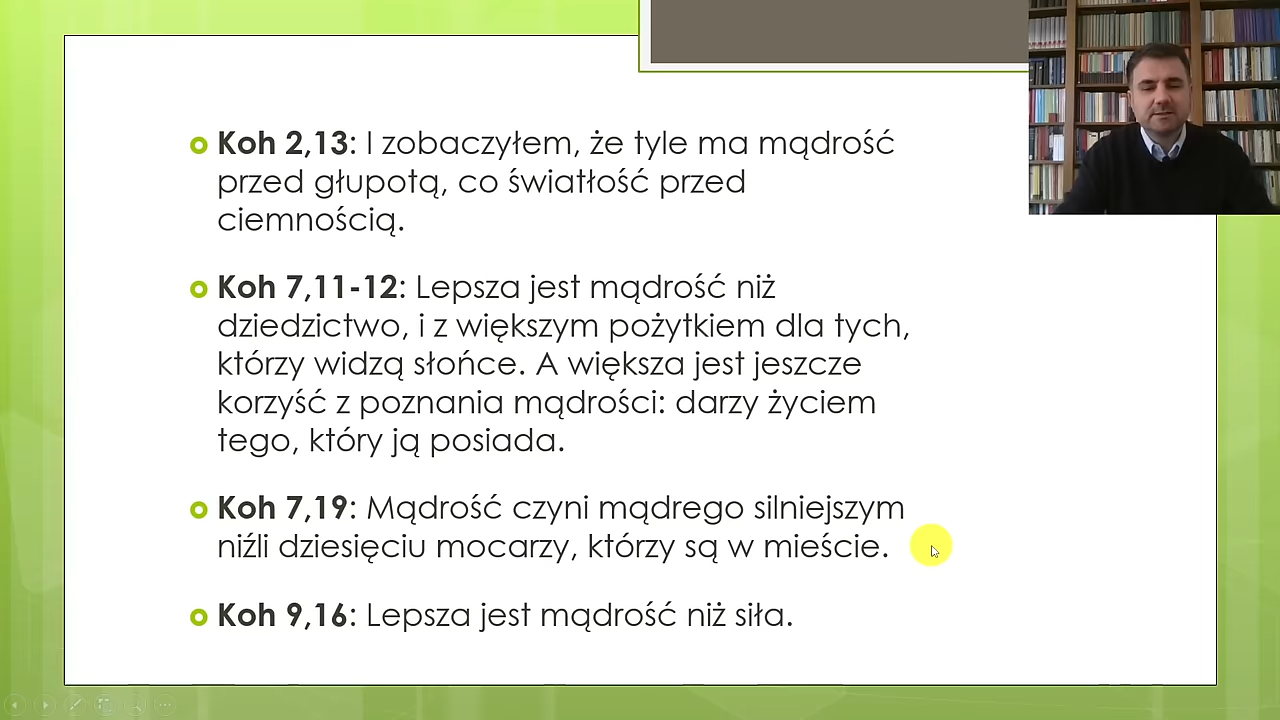 Koh 2,13: I zobaczyłem, że tyle ma mądrość
przed głupotą, co światłość przed
ciemnością.
Koh 7,11-12: Lepsza jest mądrość niż
dziedzictwo, i z większym pożytkiem dla tych,
którzy widzą słońce. A większa jest jeszcze
korzyść z poznania mądrości: darzy życiem
tego, który ją posiada.
Koh 7,19: Mądrość czyni mądrego silniejszym
niźli dziesięciu mocarzy, którzy są w mieście.
Koh 9,16: Lepsza jest mądrość niż siła.